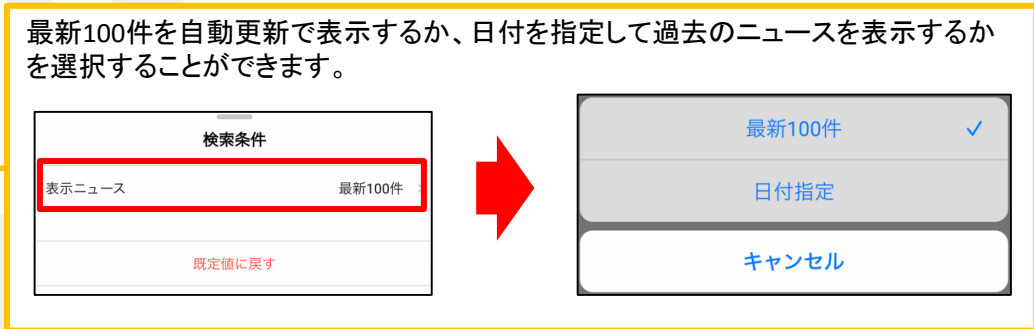 最新100件を自動更新で表示するか、日付を指定して過去のニュースを表示するか
を選択することができます。
検索条件
表示ニュース 最新100件 >
既定値に戻す
最新100件 ✓
日付指定
キャンセル